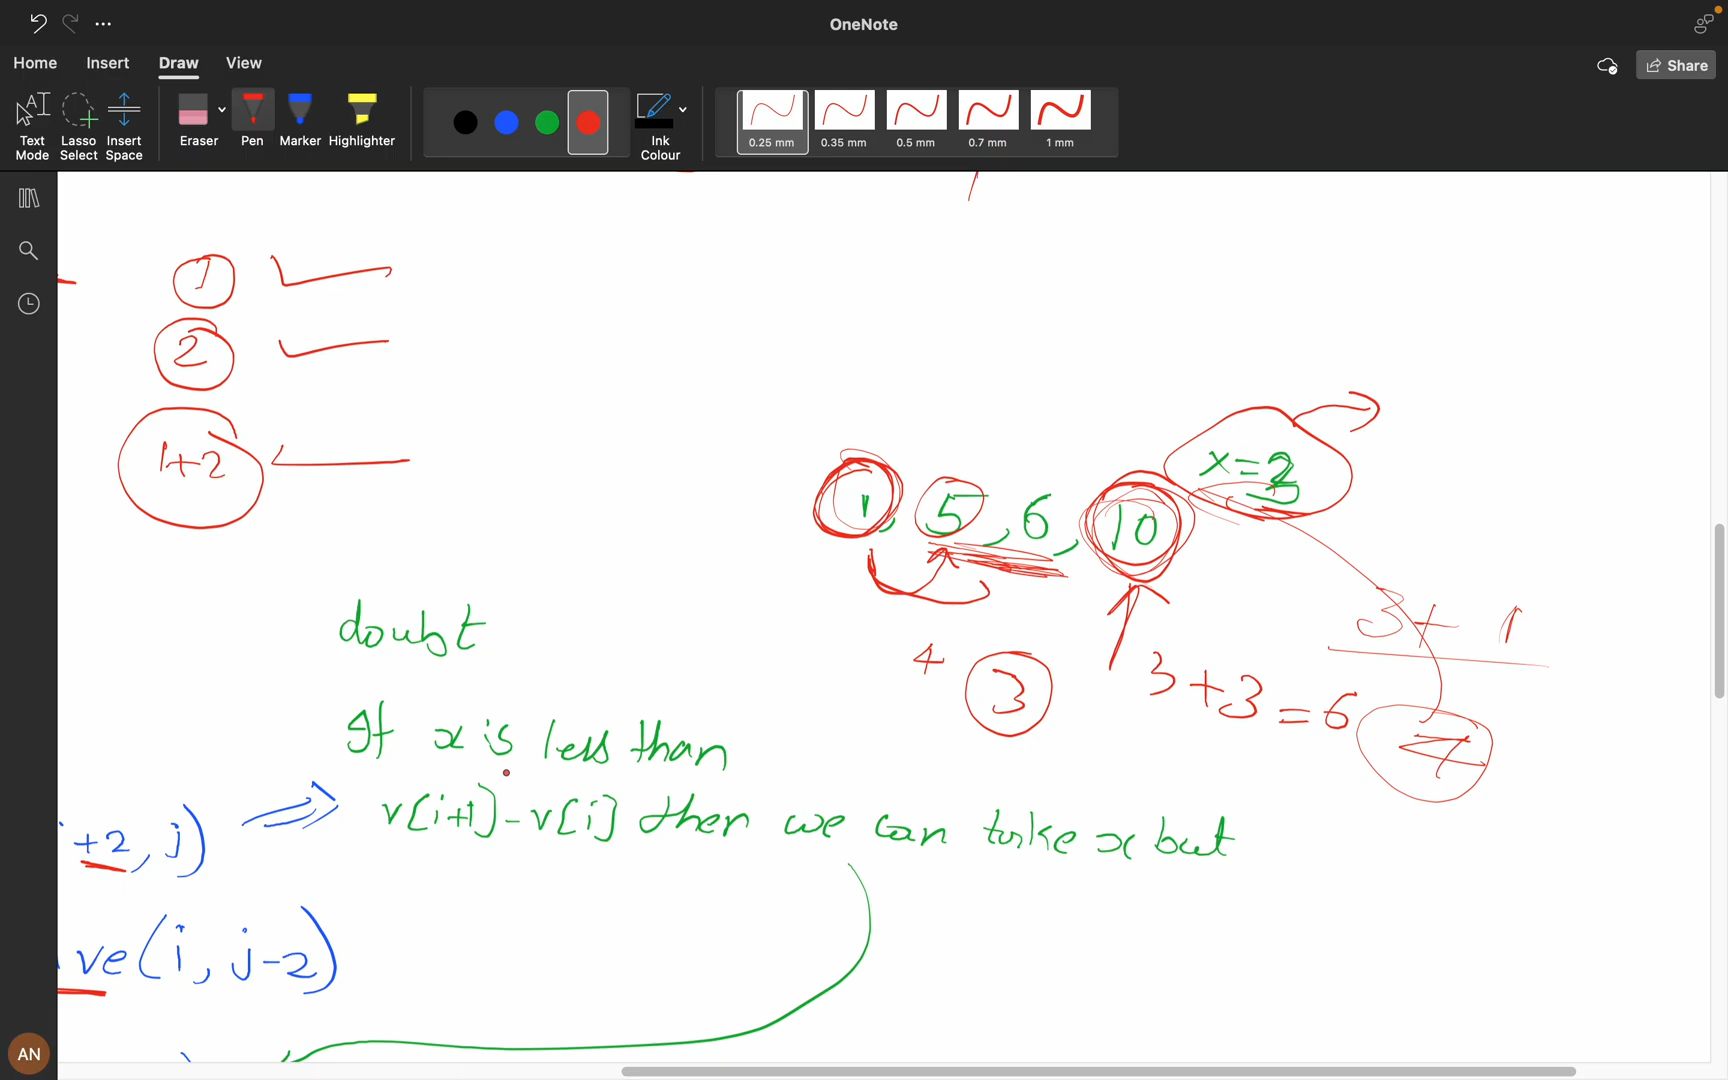 OneNote
Home Insert Draw View
Share
Text Mode
Lasso Select
Insert Space
Eraser
Pen
Marker
Highlighter
Ink Colour
0.25 mm
0.35 mm
0.5 mm
0.7 mm
1 mm
1
2
1+2
1, 5, 6, 10
x=2
4
3
3+3=6
3+1
7
doubt
If x is less than
v[i+1]-v[i] then we can take x but
+2, j)
ve(i, j-2)
AN